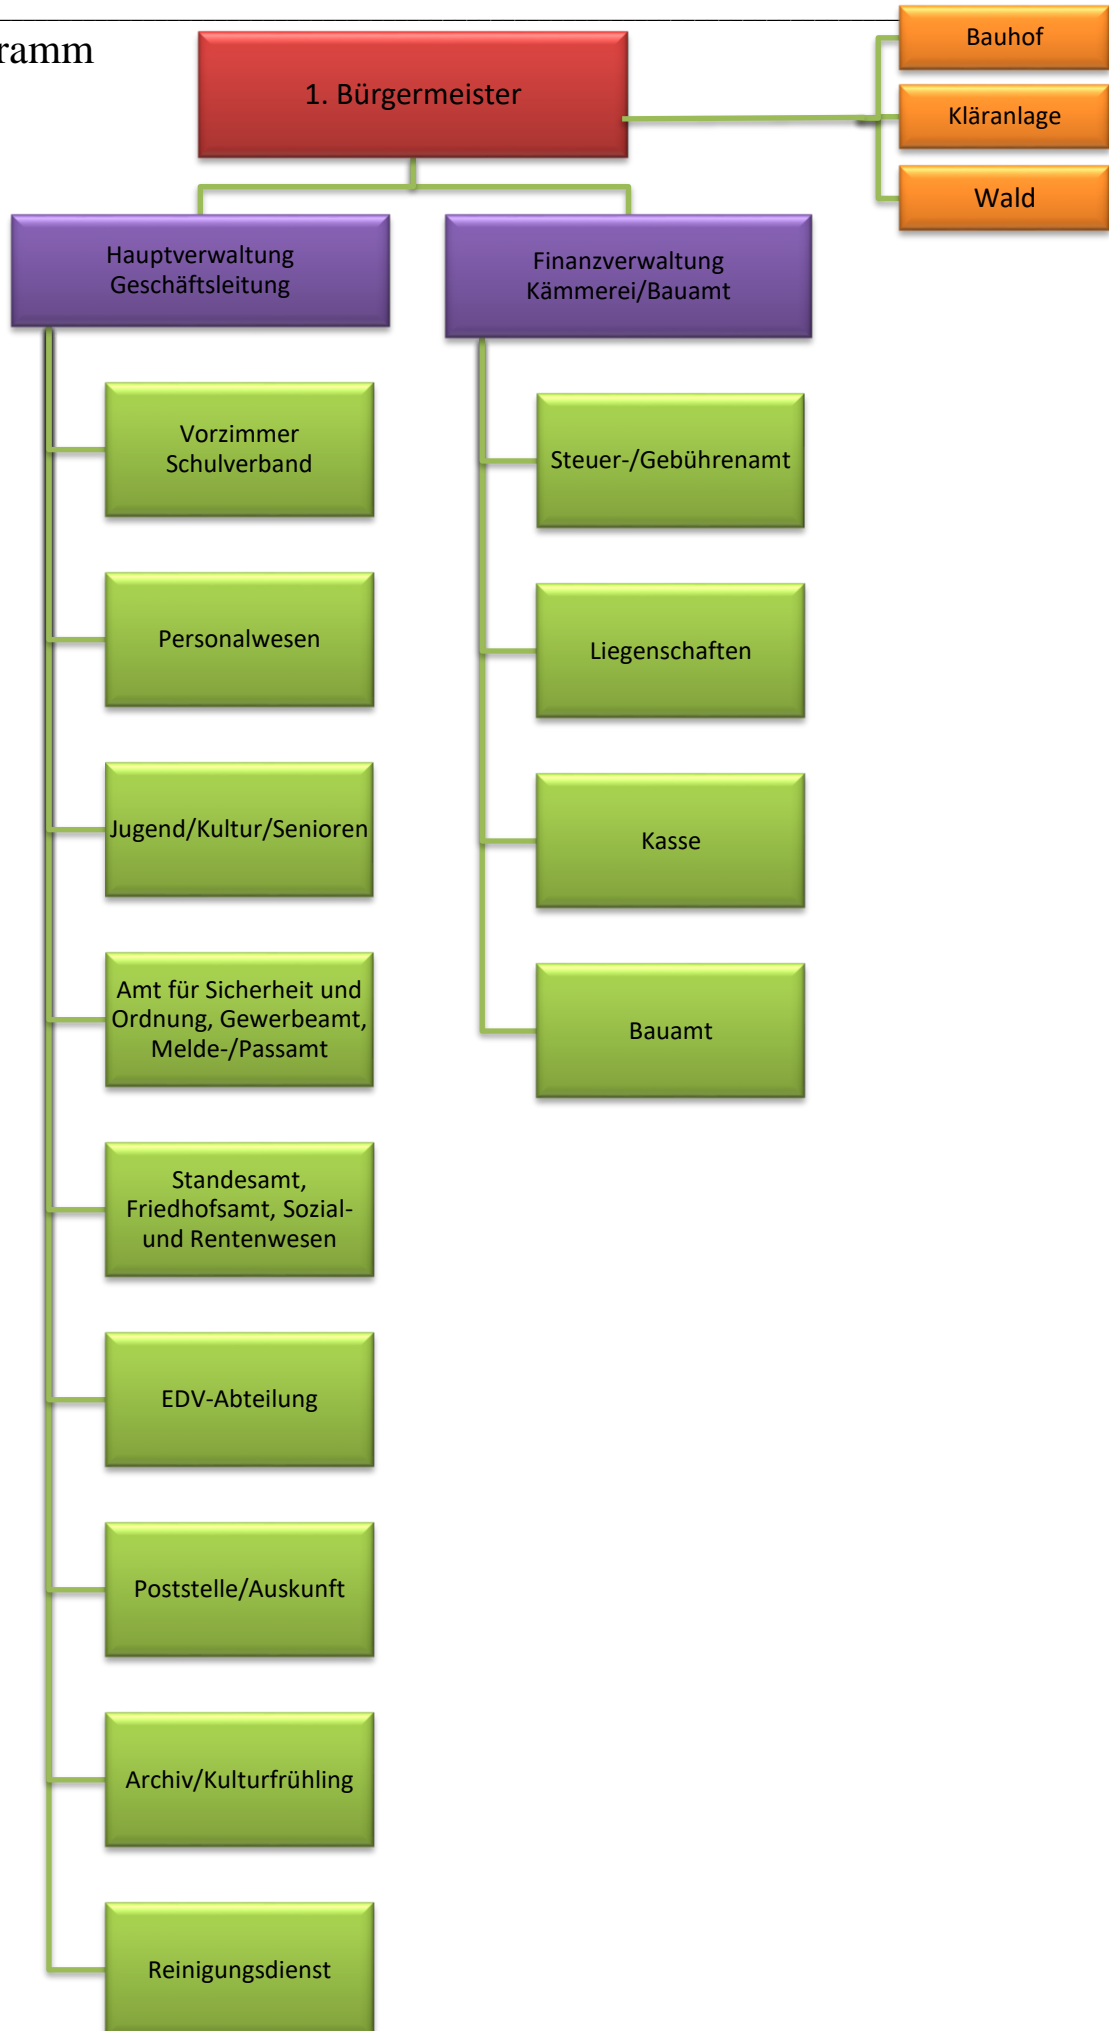 ramm
1. Bürgermeister
Bauhof
Kläranlage
Wald
Hauptverwaltung
Geschäftsleitung
Finanzverwaltung
Kämmerei/Bauamt
Vorzimmer
Schulverband
Personalwesen
Jugend/Kultur/Senioren
Amt für Sicherheit und
Ordnung, Gewerbeamt,
Melde-/Passamt
Standesamt,
Friedhofsamt, Sozial-
und Rentenwesen
EDV-Abteilung
Poststelle/Auskunft
Archiv/Kulturfrühling
Reinigungsdienst
Steuer-/Gebührenamt
Liegenschaften
Kasse
Bauamt